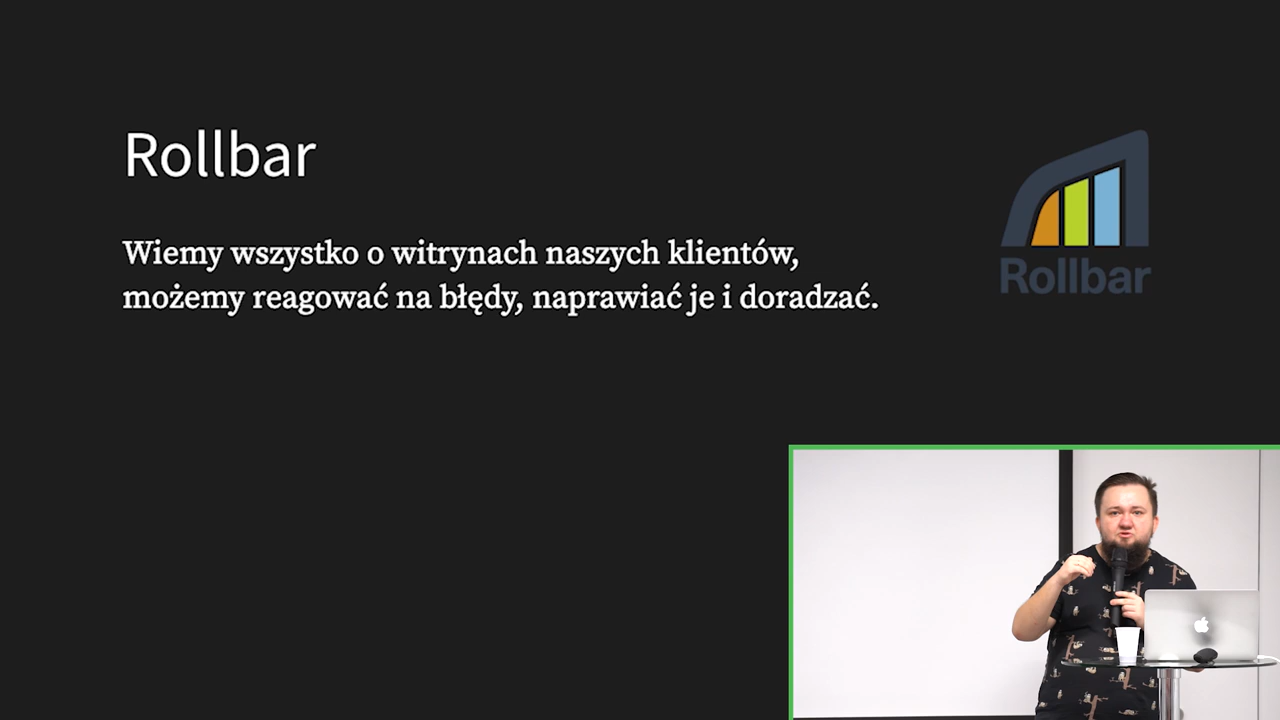 Rollbar
Wiemy wszystko o witrynach naszych klientów,
możemy reagować na błędy, naprawiać je i doradzać.
Rollbar